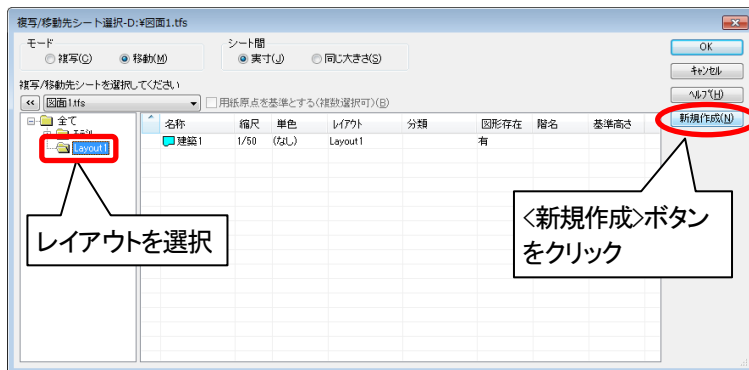 複写/移動先シート選択-D:¥図面1.tfs
モード
複写(C) 移動(M)
シート間
実寸(J) 同じ大きさ(S)
OK
ｷｬﾝｾﾙ
ﾍﾙﾌﾟ(H)
新規作成(N)
複写/移動先シートを選択してください
<< 図面1.tfs
用紙原点を基準とする(複数選択可)(B)
全て
ﾓﾃﾞﾙ
Layout1
名称 縮尺 単色 ﾚｲｱｳﾄ 分類 図形存在 階名 基準高さ
建築1 1/50 (なし) Layout1 有
レイアウトを選択
<新規作成>ボタン
をクリック